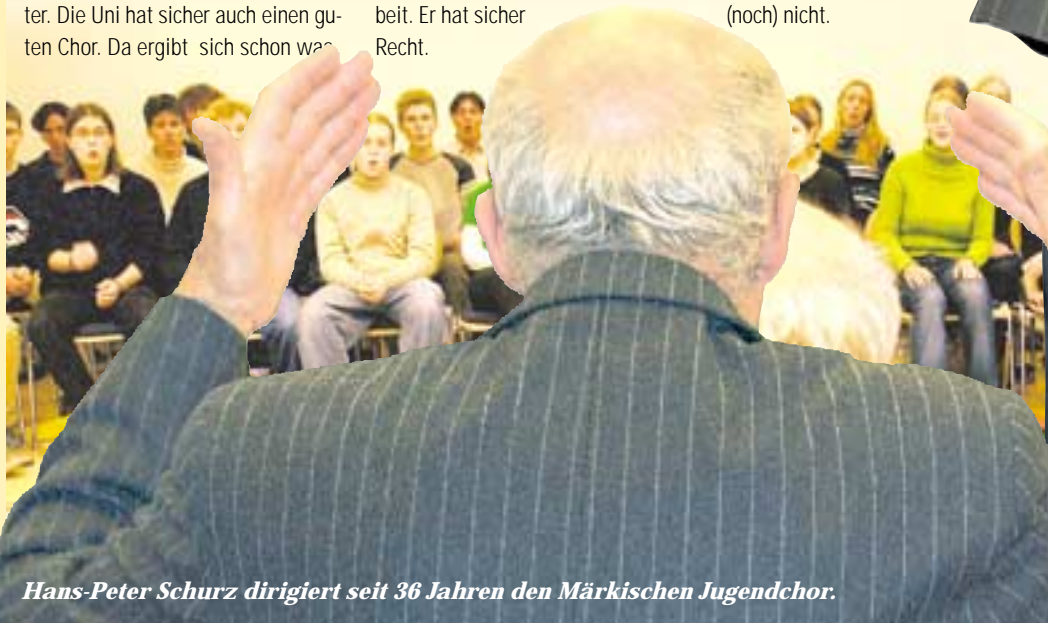 ter. Die Uni hat sicher auch einen gu-
ten Chor. Da ergibt sich schon was
beit. Er hat sicher
Recht.
(noch) nicht.
Hans-Peter Schurz dirigiert seit 36 Jahren den Märkischen Jugendchor.